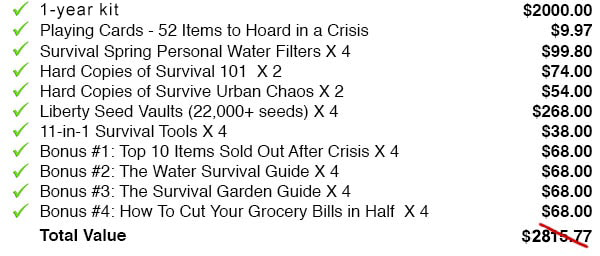 1-year kit $2000.00
Playing Cards - 52 Items to Hoard in a Crisis $9.97
Survival Spring Personal Water Filters X 4 $99.80
Hard Copies of Survival 101 X 2 $74.00
Hard Copies of Survive Urban Chaos X 2 $54.00
Liberty Seed Vaults (22,000+ seeds) X 4 $268.00
11-in-1 Survival Tools X 4 $38.00
Bonus #1: Top 10 Items Sold Out After Crisis X 4 $68.00
Bonus #2: The Water Survival Guide X 4 $68.00
Bonus #3: The Survival Garden Guide X 4 $68.00
Bonus #4: How To Cut Your Grocery Bills in Half X 4 $68.00
Total Value $2815.77